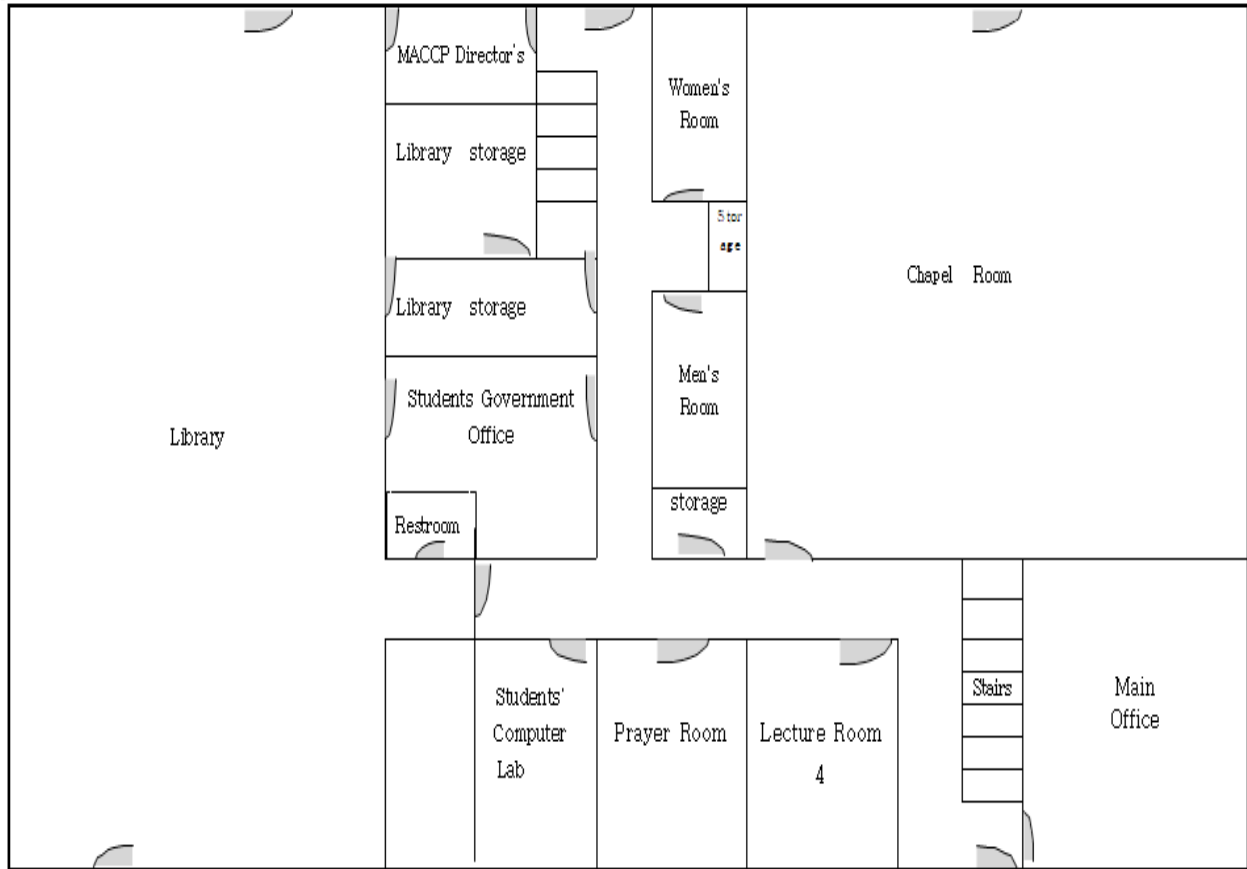 MACCP Director's
Women's
Room
Library storage
Stor
age
Chapel Room
Library storage
Men's
Room
Students Government
Office
Library
storage
Restroom
Students'
Computer
Lab
Prayer Room
Lecture Room
4
Stairs
Main
Office